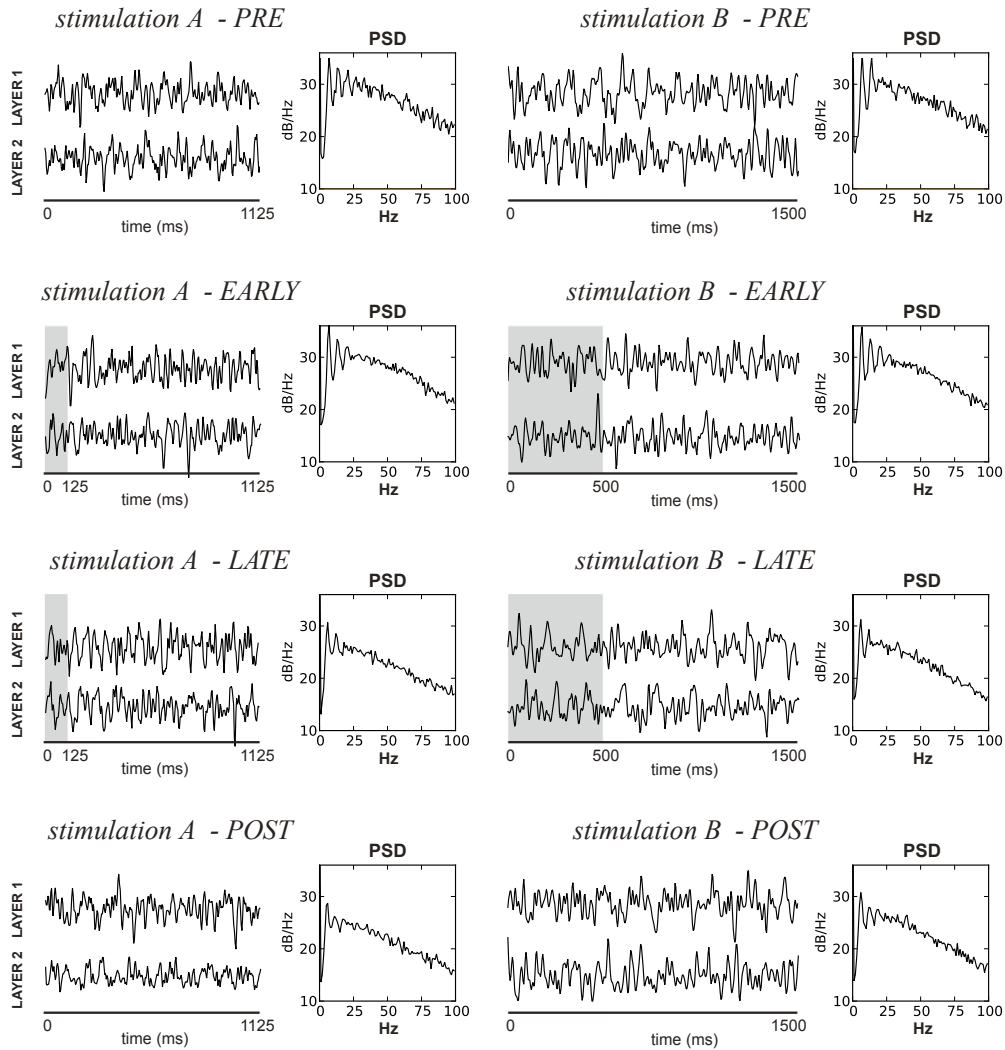 stimulation A - PRE
PSD
LAYER 1
LAYER 2
0 1125
time (ms)
dB/Hz
30
20
10
0 25 50 75 100
Hz
stimulation B - PRE
PSD
0 1500
time (ms)
dB/Hz
30
20
10
0 25 50 75 100
Hz
stimulation A - EARLY
PSD
LAYER 1
LAYER 2
0 125 1125
time (ms)
dB/Hz
30
20
10
0 25 50 75 100
Hz
stimulation B - EARLY
PSD
0 500 1500
time (ms)
dB/Hz
30
20
10
0 25 50 75 100
Hz
stimulation A - LATE
PSD
LAYER 1
LAYER 2
0 125 1125
time (ms)
dB/Hz
30
20
10
0 25 50 75 100
Hz
stimulation B - LATE
PSD
0 500 1500
time (ms)
dB/Hz
30
20
10
0 25 50 75 100
Hz
stimulation A - POST
PSD
LAYER 1
LAYER 2
0 1125
time (ms)
dB/Hz
30
20
10
0 25 50 75 100
Hz
stimulation B - POST
PSD
0 1500
time (ms)
dB/Hz
30
20
10
0 25 50 75 100
Hz